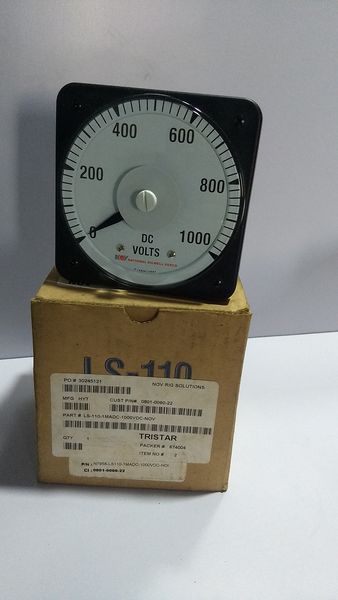 400 600
200 800
0 1000
DC
VOLTS
NOV NATIONAL OILWELL VARCO
LS-110
PO # 30245121 NOV RIG SOLUTIONS
MFG HYT CUST P/N# 0801-0060-22
PART # LS-110-1MADC-1000VDC-NOV
QTY 1 TRISTAR
PACKER # 674004
ITEM NO # 2
CI : 0801-0060-22